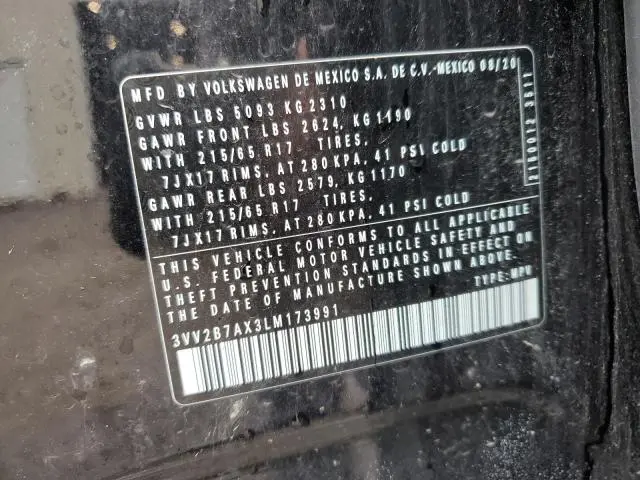 MFD BY VOLKSWAGEN DE MEXICO S.A. DE C.V.-MEXICO 08/20
GVWR LBS 5093 KG 2310
GAWR FRONT LBS 2624, KG 1190
WITH 215/65 R17 TIRES,
7JX17 RIMS, AT 280KPA, 41 PSI COLD
GAWR REAR LBS 2579, KG 1170
WITH 215/65 R17 TIRES,
7JX17 RIMS, AT 280 KPA, 41 PSI COLD
THIS VEHICLE CONFORMS TO ALL APPLICABLE
U.S. FEDERAL MOTOR VEHICLE SAFETY AND
THEFT PREVENTION STANDARDS IN EFFECT ON
THE DATE OF MANUFACTURE SHOWN ABOVE.
3VV2B7AX3LM173991 TYPE: MPV